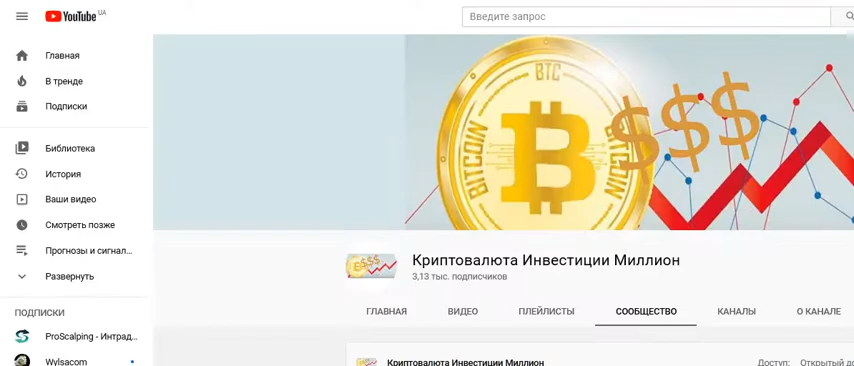 YouTube UA
Введите запрос
Главная
В тренде
Подписки
Библиотека
История
Ваши видео
Смотреть позже
Прогнозы и сигнал...
Развернуть
ПОДПИСКИ
ProScalping - Интрад...
Wylsacom
BTC
BITCOIN
BITCOIN
$$$
Криптовалюта Инвестиции Миллион
3,13 тыс. подписчиков
ГЛАВНАЯ ВИДЕО ПЛЕЙЛИСТЫ СООБЩЕСТВО КАНАЛЫ О КАНАЛЕ
Криптовалюта Инвестиции Миллион
Доступ: Открытый до